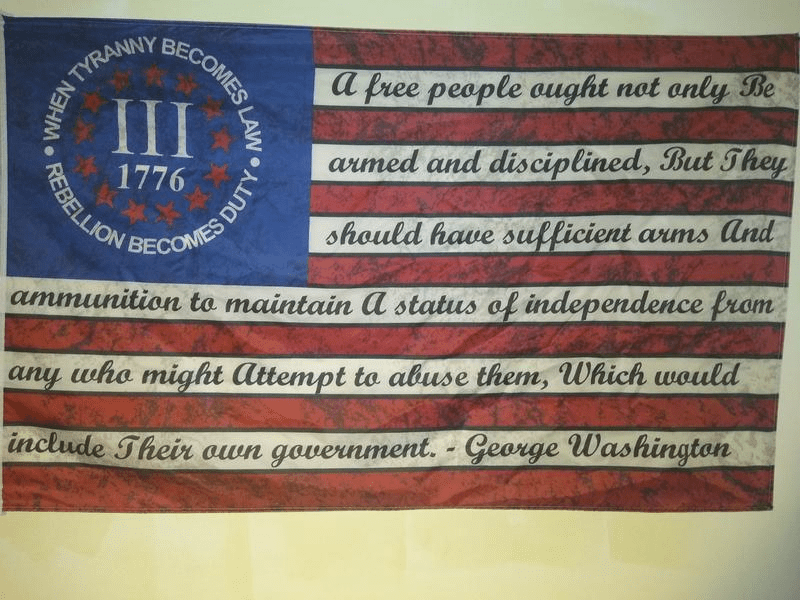 WHEN TYRANNY BECOMES LAW
III
1776
REBELLION BECOMES DUTY
A free people ought not only Be
armed and disciplined, But They
should have sufficient arms And
ammunition to maintain A status of independence from
any who might Attempt to abuse them, Which would
include Their own government. - George Washington